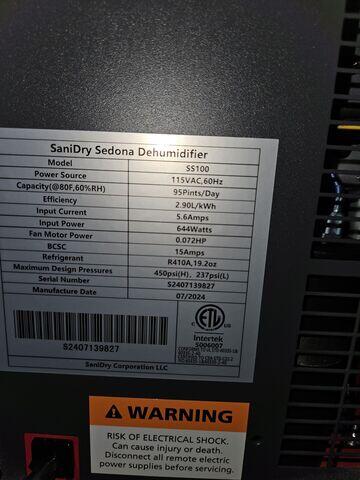 SaniDry Sedona Dehumidifier
Model SS100
Power Source 115VAC,60Hz
Capacity(@80F,60%RH) 95Pints/Day
Efficiency 2.90L/kWh
Input Current 5.6Amps
Input Power 644Watts
Fan Motor Power 0.072HP
BCSC 15Amps
Refrigerant R410A,19.2oz
Maximum Design Pressures 450psi(H), 237psi(L)
Serial Number S2407139827
Manufacture Date 07/2024
ETL
Intertek
5006007
S2407139827
SaniDry Corporation LLC
WARNING
RISK OF ELECTRICAL SHOCK.
Can cause injury or death.
Disconnect all remote electric
power supplies before servicing.